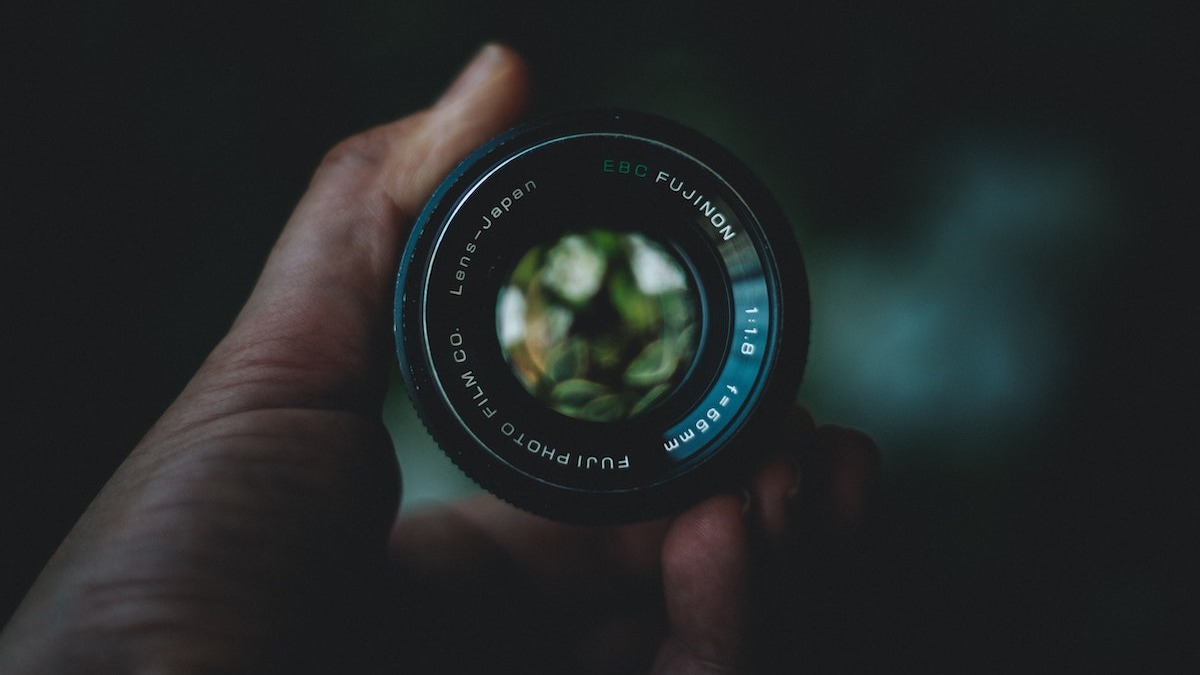 EBC FUJINON 1:1.8 f=55mm
FUJI PHOTO FILM CO. Lens-Japan